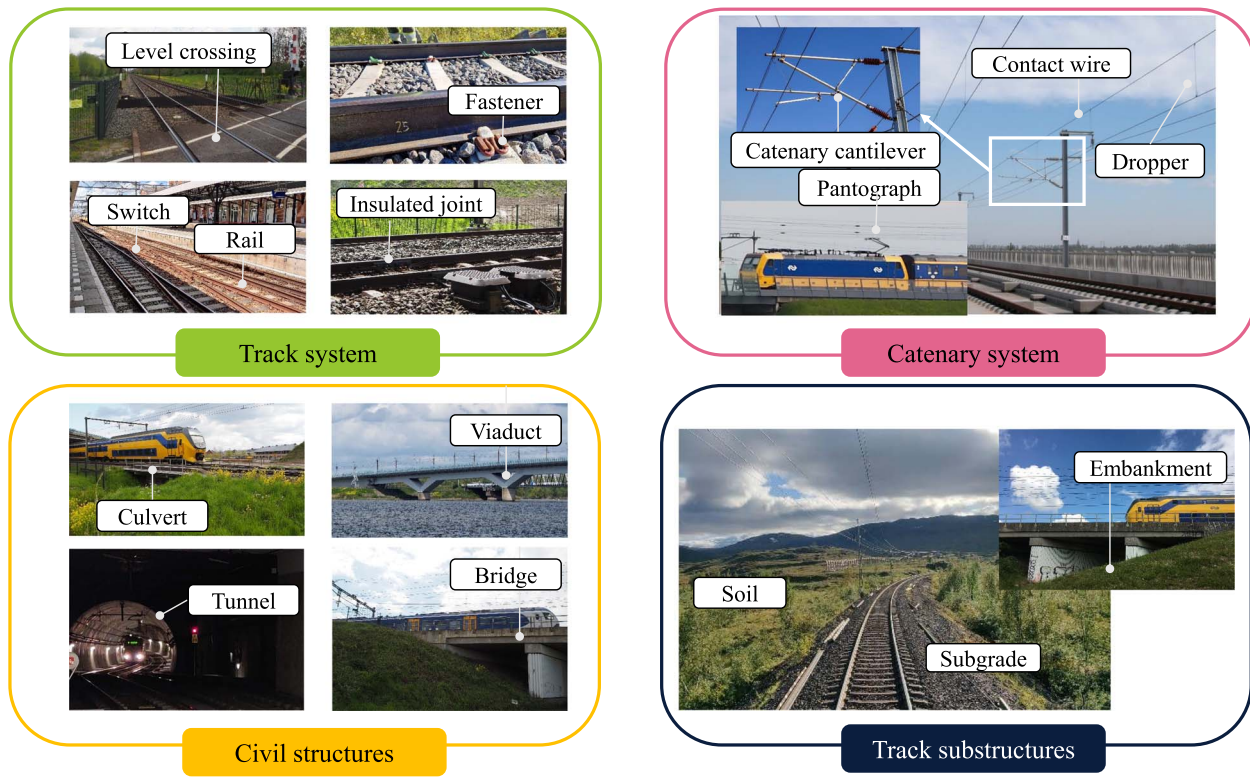 Level crossing
Fastener
25
Switch
Rail
Insulated joint
Track system
Contact wire
Catenary cantilever
Dropper
Pantograph
Catenary system
Culvert
Viaduct
Tunnel
Bridge
Civil structures
Embankment
Soil
Subgrade
Track substructures